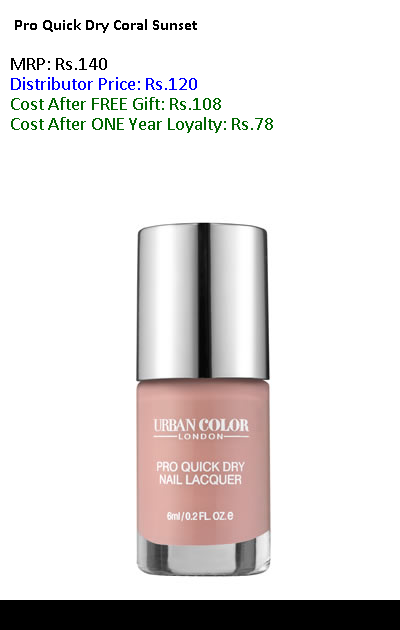 Pro Quick Dry Coral Sunset
MRP: Rs.140
Distributor Price: Rs.120
Cost After FREE Gift: Rs.108
Cost After ONE Year Loyalty: Rs.78
URBAN COLOR
LONDON
PRO QUICK DRY
NAIL LACQUER
6ml/0.2 FL. OZ.e